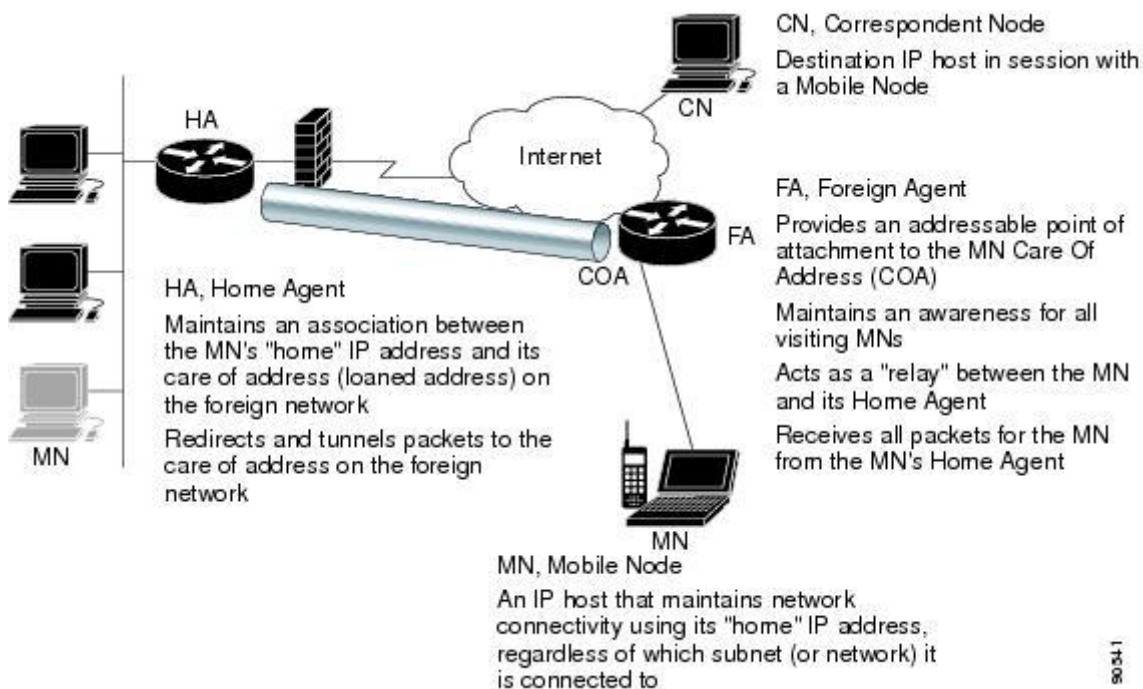 CN, Correspondent Node
Destination IP host in session with
a Mobile Node
CN
HA
Internet
FA
COA
FA, Foreign Agent
Provides an addressable point of
attachment to the MN Care Of
Address (COA)
Maintains an awareness for all
visiting MNs
Acts as a "relay" between the MN
and its Home Agent
Receives all packets for the MN
from the MN's Home Agent
HA, Home Agent
Maintains an association between
the MN's "home" IP address and its
care of address (loaned address) on
the foreign network
Redirects and tunnels packets to the
care of address on the foreign
network
MN
MN
MN, Mobile Node
An IP host that maintains network
connectivity using its "home" IP address,
regardless of which subnet (or network) it
is connected to
90541